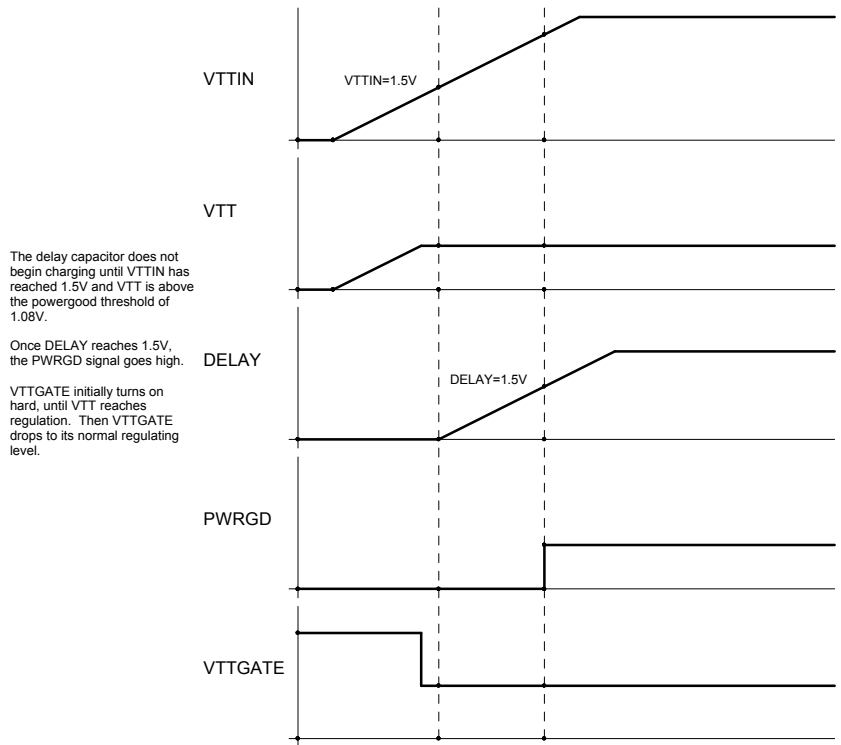 VTTIN
VTTIN=1.5V
VTT
The delay capacitor does not
begin charging until VTTIN has
reached 1.5V and VTT is above
the powergood threshold of
1.08V.
Once DELAY reaches 1.5V,
the PWRGD signal goes high.
VTTGATE initially turns on
hard, until VTT reaches
regulation. Then VTTGATE
drops to its normal regulating
level.
DELAY
DELAY=1.5V
PWRGD
VTTGATE